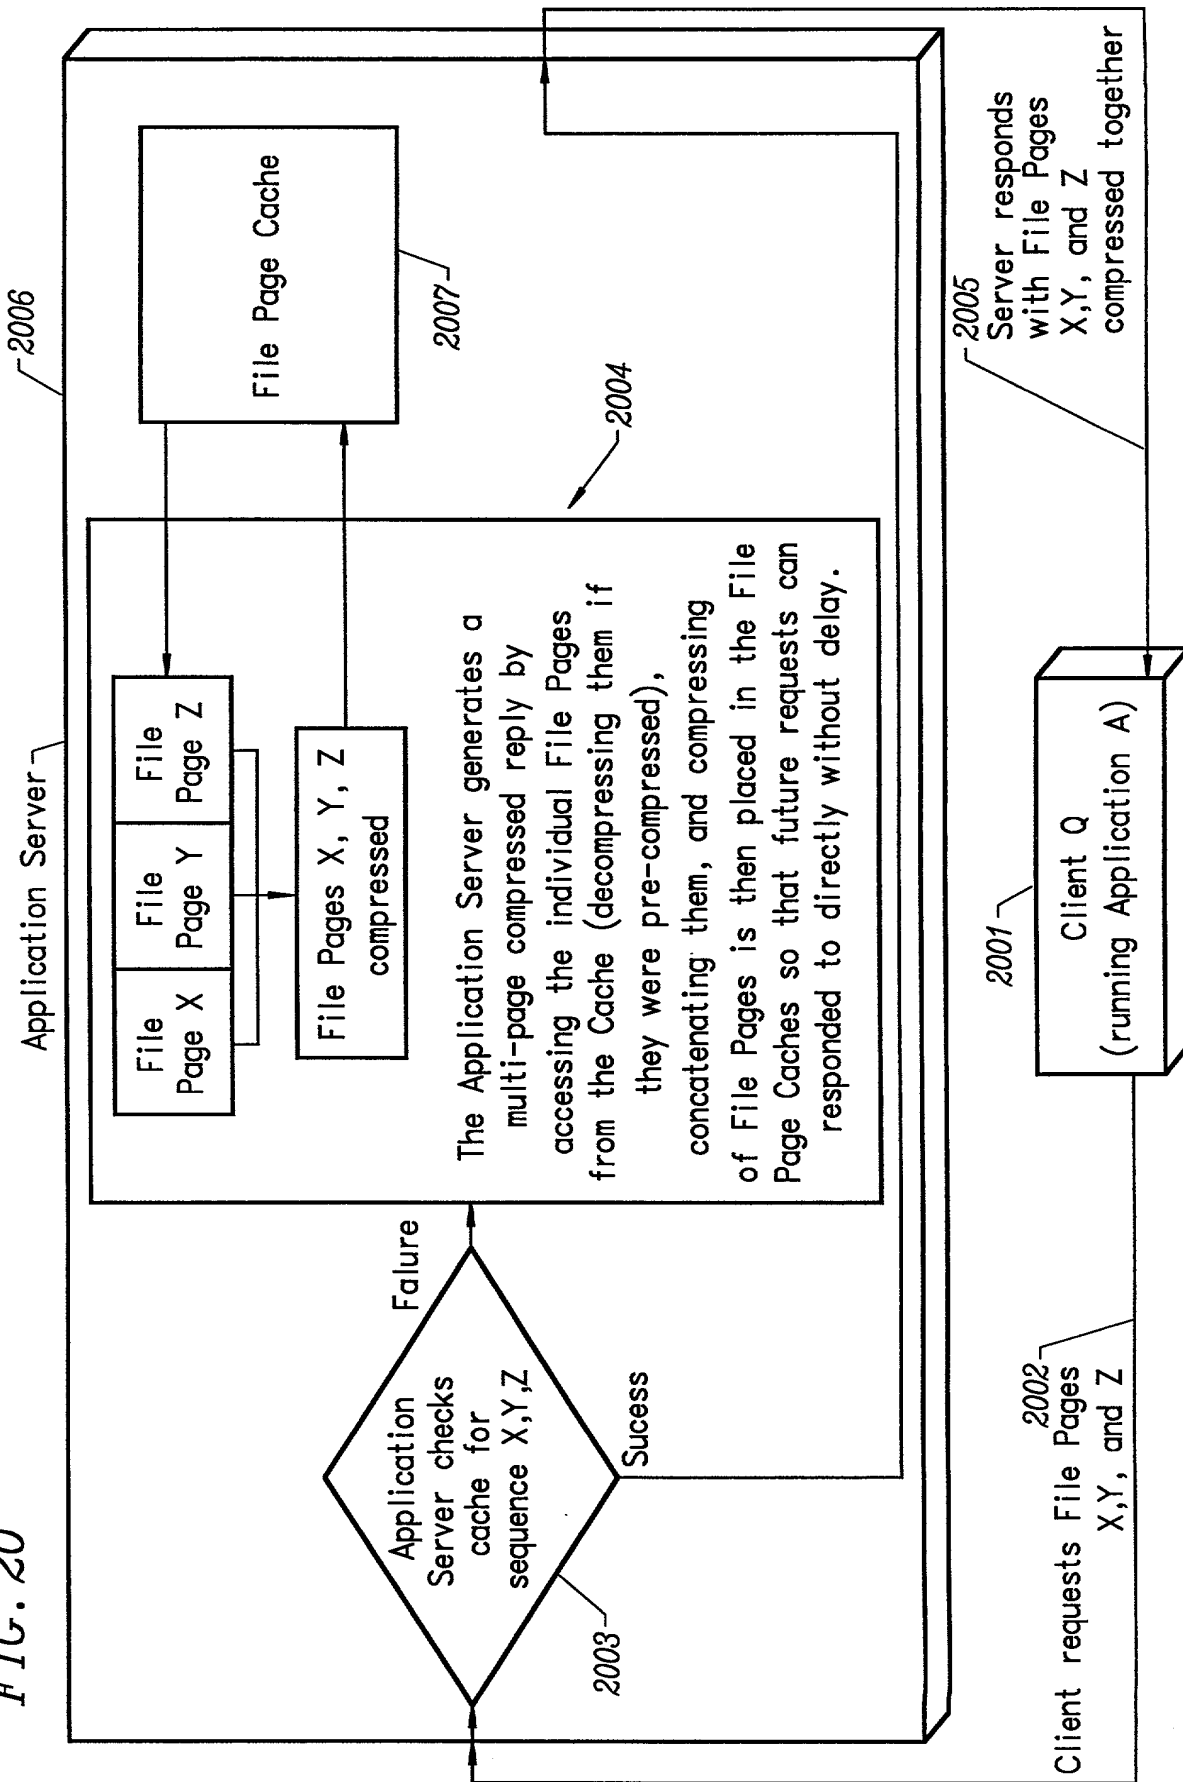 FIG. 20
Application Server
2006
File
Page X
File
Page Y
File
Page Z
File Pages X, Y, Z
compressed
File Page Cache
2007
Application
Server checks
cache for
sequence X,Y,Z
2003
Falure
Sucess
The Application Server generates a
multi-page compressed reply by
accessing the individual File Pages
from the Cache (decompressing them if
they were pre-compressed),
concatenating them, and compressing
of File Pages is then placed in the File
Page Caches so that future requests can
responded to directly without delay.
2004
2002
Client requests File Pages
X,Y, and Z
2001
Client Q
(running Application A)
2005
Server responds
with File Pages
X,Y, and Z
compressed together